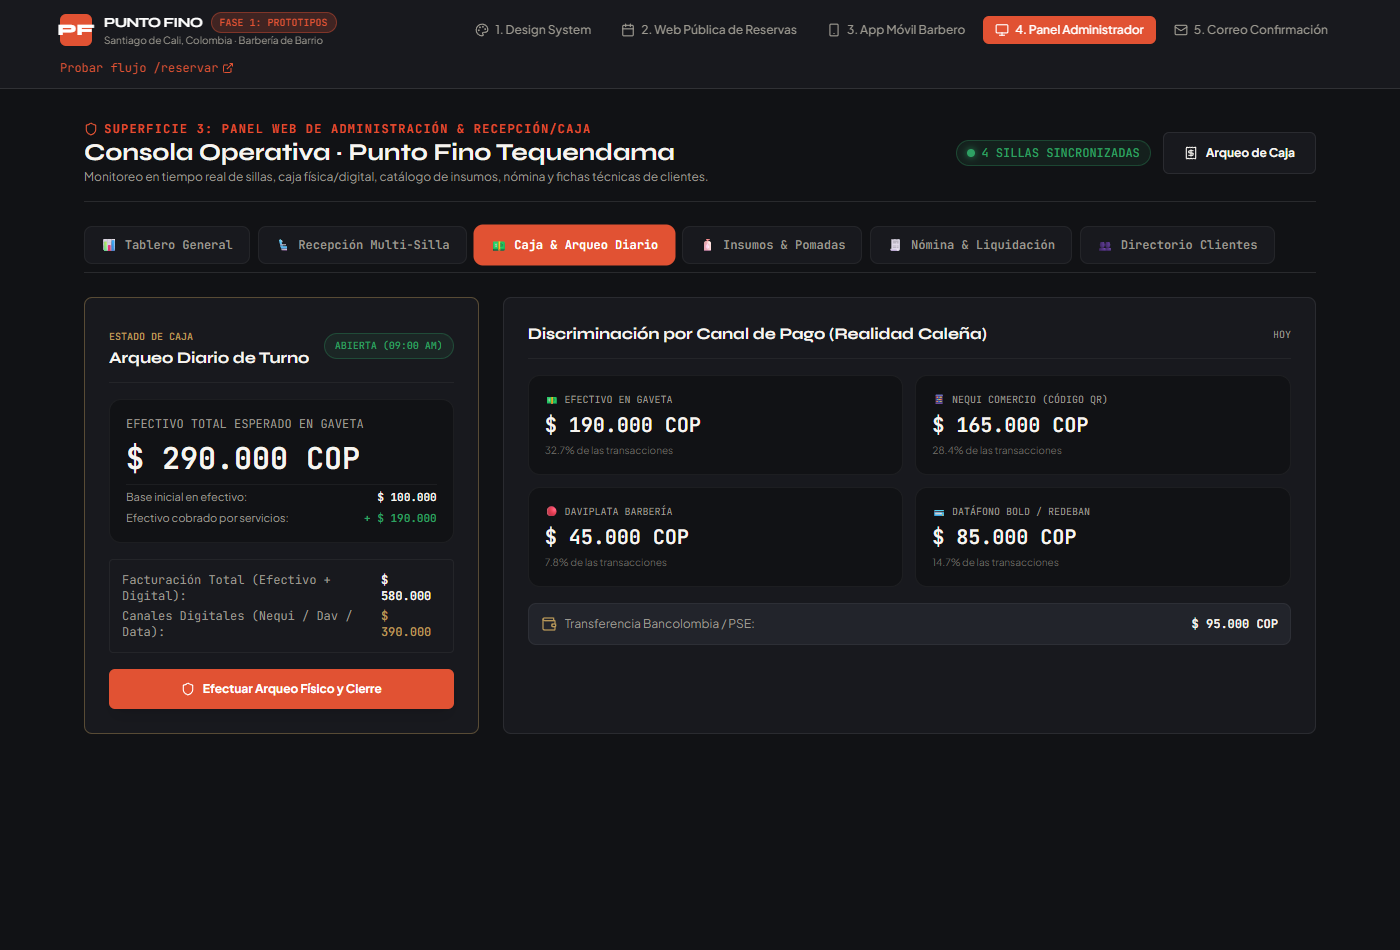 PF
PUNTO FINO
FASE 1: PROTOTIPOS
Santiago de Cali, Colombia · Barbería de Barrio
1. Design System
2. Web Pública de Reservas
3. App Móvil Barbero
4. Panel Administrador
5. Correo Confirmación
Probar flujo /reservar
SUPERFICIE 3: PANEL WEB DE ADMINISTRACIÓN & RECEPCIÓN/CAJA
Consola Operativa · Punto Fino Tequendama
Monitoreo en tiempo real de sillas, caja física/digital, catálogo de insumos, nómina y fichas técnicas de clientes.
4 SILLAS SINCRONIZADAS
Arqueo de Caja
Tablero General
Recepción Multi-Silla
Caja & Arqueo Diario
Insumos & Pomadas
Nómina & Liquidación
Directorio Clientes
ESTADO DE CAJA
Arqueo Diario de Turno
ABIERTA (09:00 AM)
EFECTIVO TOTAL ESPERADO EN GAVETA
$ 290.000 COP
Base inicial en efectivo: $ 100.000
Efectivo cobrado por servicios: + $ 190.000
Facturación Total (Efectivo + Digital): $ 580.000
Canales Digitales (Nequi / Dav / Data): $ 390.000
Efectuar Arqueo Físico y Cierre
Discriminación por Canal de Pago (Realidad Caleña)
HOY
EFECTIVO EN GAVETA
$ 190.000 COP
32.7% de las transacciones
NEQUI COMERCIO (CÓDIGO QR)
$ 165.000 COP
28.4% de las transacciones
DAVIPLATA BARBERÍA
$ 45.000 COP
7.8% de las transacciones
DATÁFONO BOLD / REDEBAN
$ 85.000 COP
14.7% de las transacciones
Transferencia Bancolombia / PSE: $ 95.000 COP